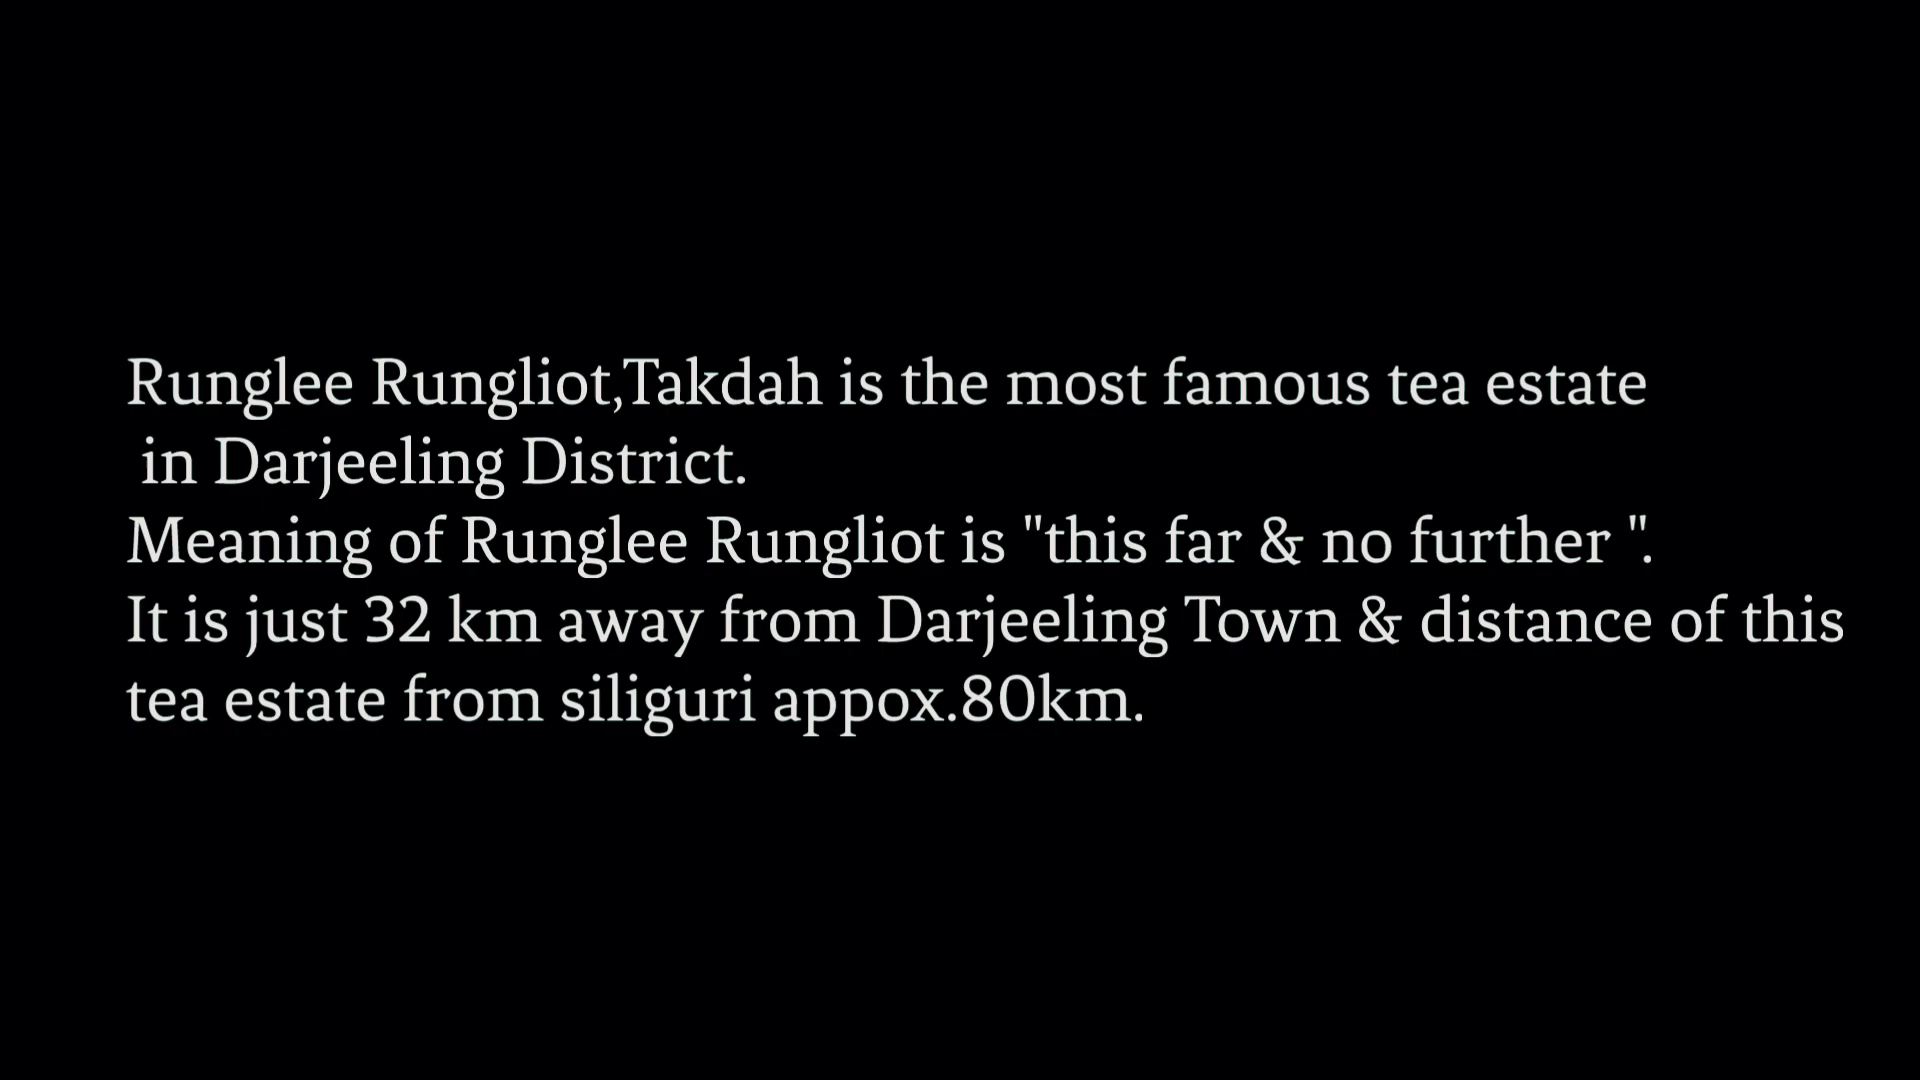 Runglee Rungliot,Takdah is the most famous tea estate
in Darjeeling District.
Meaning of Runglee Rungliot is "this far & no further ".
It is just 32 km away from Darjeeling Town & distance of this
tea estate from siliguri appox.80km.